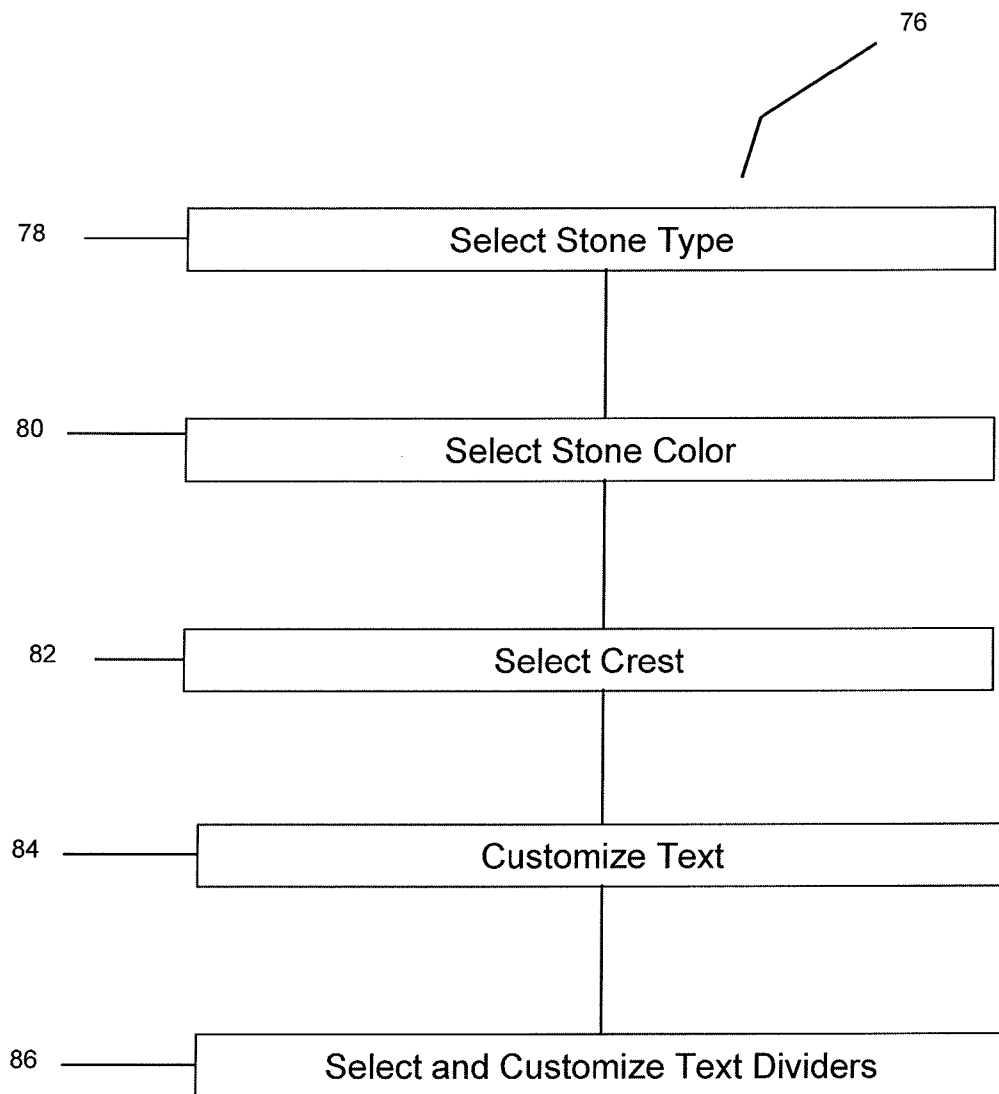 76
78 Select Stone Type
80 Select Stone Color
82 Select Crest
84 Customize Text
86 Select and Customize Text Dividers